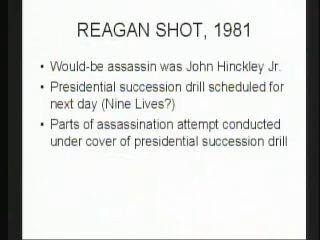 REAGAN SHOT, 1981
• Would-be assassin was John Hinckley Jr.
• Presidential succession drill scheduled for
next day (Nine Lives?)
• Parts of assassination attempt conducted
under cover of presidential succession drill